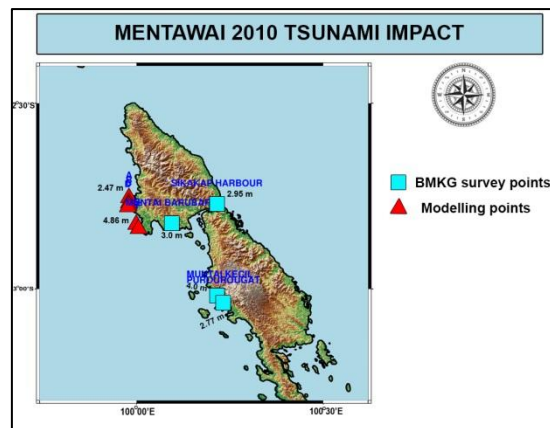 MENTAWAI 2010 TSUNAMI IMPACT
2°30'S
SIKAKAP HARBOUR
2.47 m
2.95 m
4.86 m
3.0 m
BMKG survey points
Modelling points
3°00'S
4.0 m
2.77 m
100°00'E
100°30'E